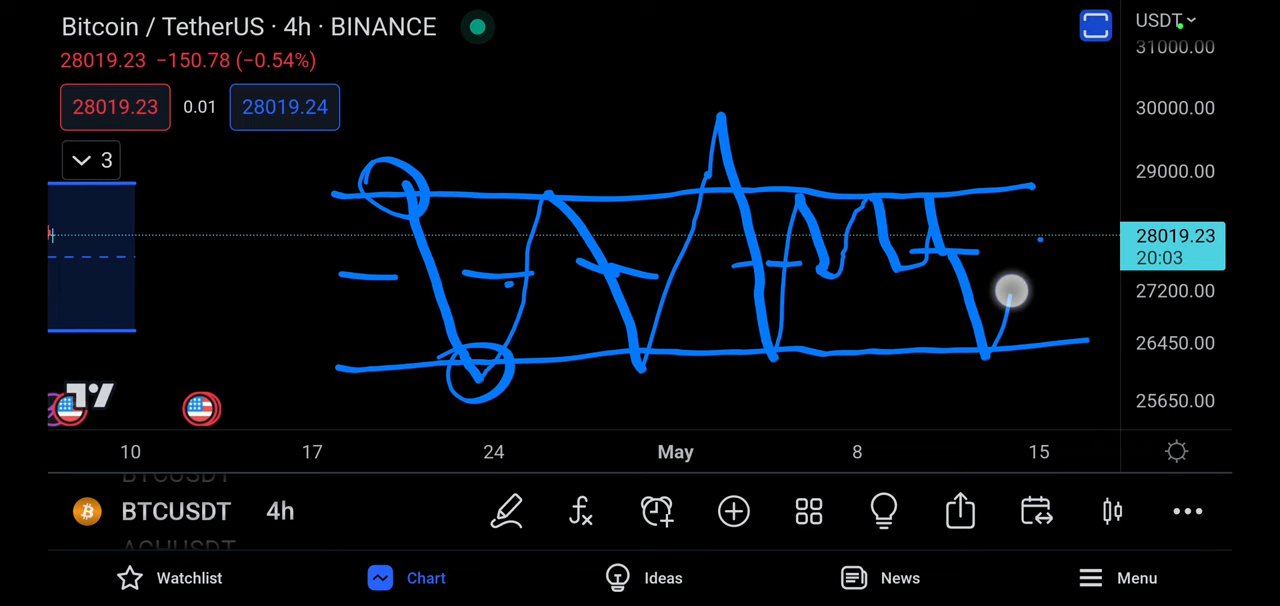 Bitcoin / TetherUS · 4h · BINANCE
USDT
31000.00
28019.23 −150.78 (−0.54%)
28019.23 0.01 28019.24
30000.00
3
29000.00
28019.23
20:03
27200.00
26450.00
25650.00
10 17 24 May 8 15
BTCUSDT
BTCUSDT 4h
Watchlist Chart Ideas News Menu